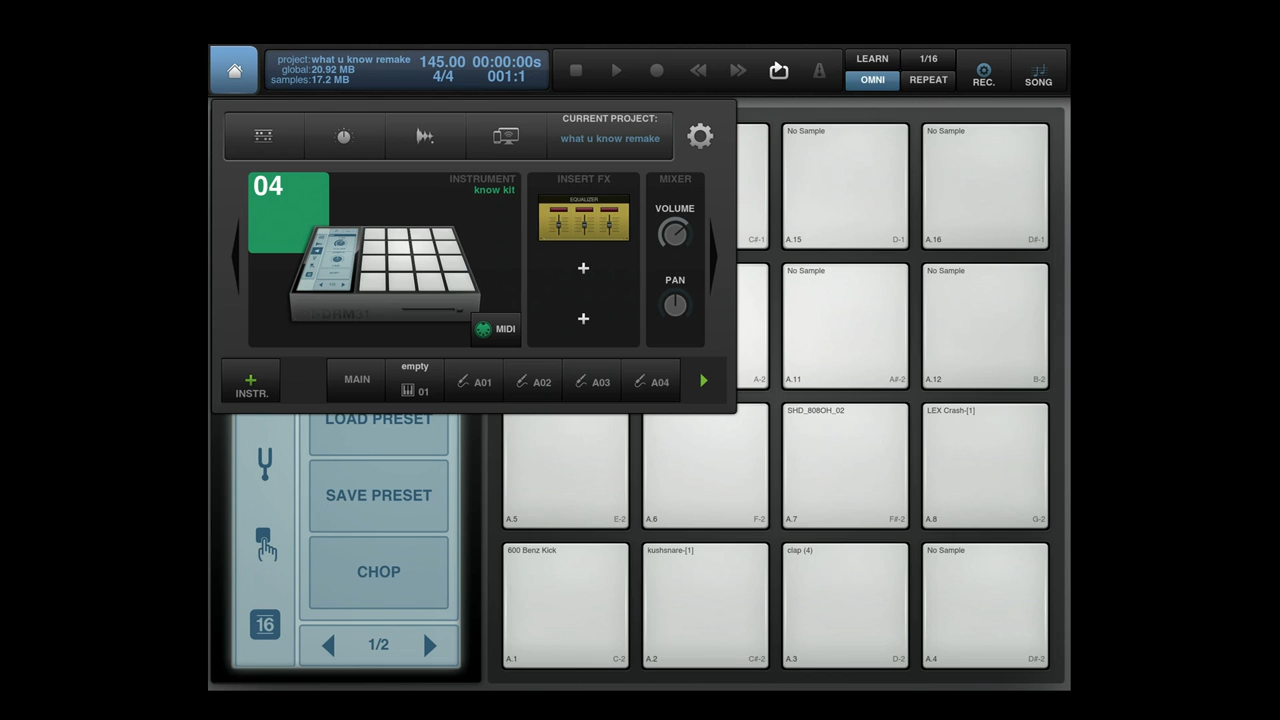 project:what u know remake
global:20.92 MB
samples:17.2 MB
145.00 00:00:00s
4/4 001:1
LEARN
OMNI
1/16
REPEAT
REC.
SONG
CURRENT PROJECT:
what u know remake
04
INSTRUMENT
know kit
MIDI
INSERT FX
EQUALIZER
+
+
MIXER
VOLUME
PAN
+
INSTR.
MAIN
empty
01
A01
A02
A03
A04
LOAD PRESET
SAVE PRESET
CHOP
16
1/2
C#-1
No Sample
A.15 D-1
No Sample
A.16 D#-1
A-2
No Sample
A.11 A#-2
No Sample
A.12 B-2
A.5 E-2
A.6 F-2
SHD_808OH_02
A.7 F#-2
LEX Crash-[1]
A.8 G-2
600 Benz Kick
A.1 C-2
kushsnare-[1]
A.2 C#-2
clap (4)
A.3 D-2
No Sample
A.4 D#-2